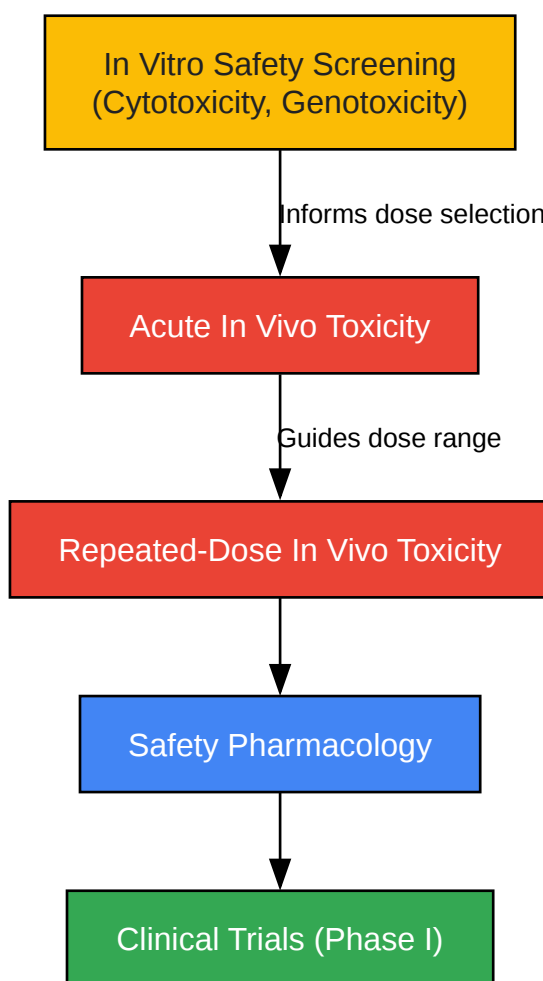 In Vitro Safety Screening
(Cytotoxicity, Genotoxicity)
Informs dose selection
Acute In Vivo Toxicity
Guides dose range
Repeated-Dose In Vivo Toxicity
Safety Pharmacology
Clinical Trials (Phase I)